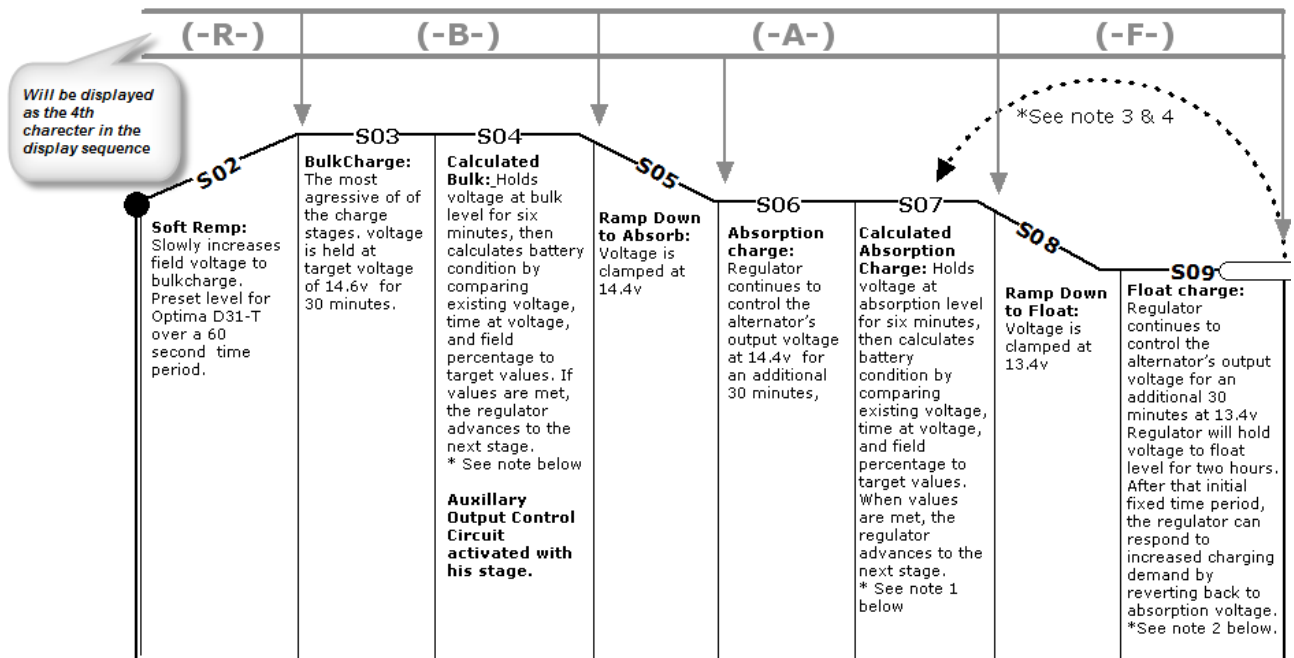 (-R-)
(-B-)
(-A-)
(-F-)
Will be displayed
as the 4th
charecter in the
display sequence
*See note 3 & 4
S02
Soft Remp:
Slowly increases
field voltage to
bulkcharge.
Preset level for
Optima D31-T
over a 60
second time
period.
S03
BulkCharge:
The most
agressive of of
the charge
stages. voltage
is held at
target voltage
of 14.6v for
30 minutes.
S04
Calculated
Bulk: Holds
voltage at bulk
level for six
minutes, then
calculates battery
condition by
comparing
existing voltage,
time at voltage,
and field
percentage to
target values. If
values are met,
the regulator
advances to the
next stage.
* See note below
Auxillary
Output Control
Circuit
activated with
his stage.
S05
Ramp Down
to Absorb:
Voltage is
clamped at
14.4v
S06
Absorption
charge:
Regulator
continues to
control the
alternator's
output voltage
at 14.4v for
an additional
30 minutes,
S07
Calculated
Absorption
Charge: Holds
voltage at
absorption level
for six minutes,
then calculates
battery
condition by
comparing
existing voltage,
time at voltage,
and field
percentage to
target values.
When values
are met, the
regulator
advances to the
next stage.
* See note 1
below
S08
Ramp Down
to Float:
Voltage is
clamped at
13.4v
S09
Float charge:
Regulator
continues to
control the
alternator's output
voltage for an
additional 30
minutes at 13.4v
Regulator will hold
voltage to float
level for two hours.
After that initial
fixed time period,
the regulator can
respond to
increased charging
demand by
reverting back to
absorption voltage.
*See note 2 below.